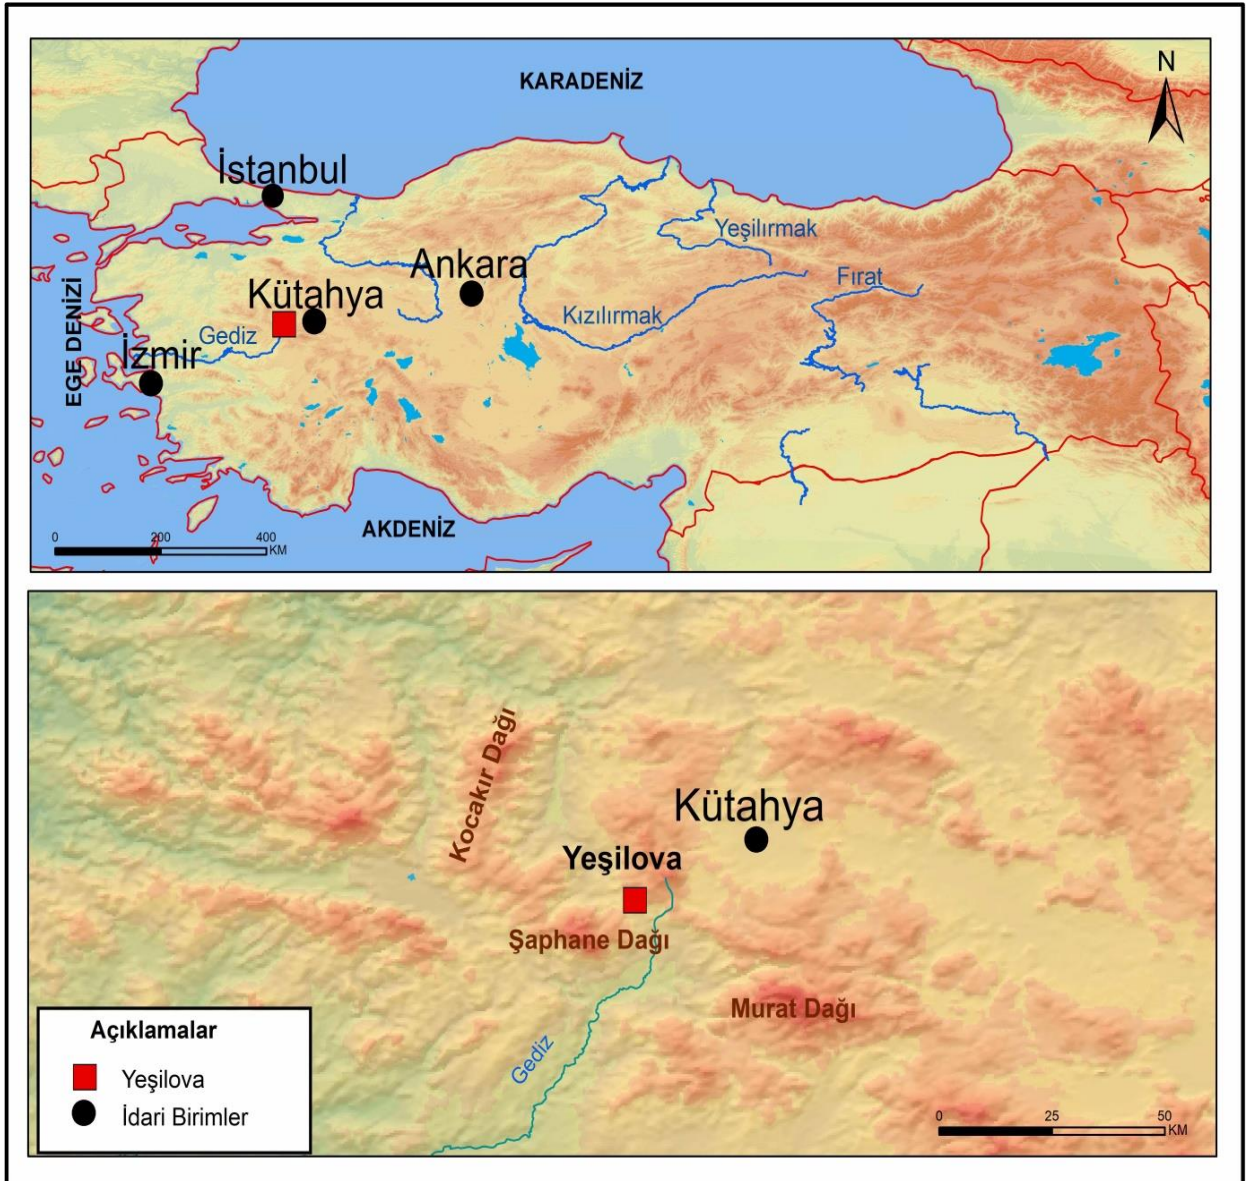 KARADENİZ
N
İstanbul
Yeşilırmak
Ankara
Fırat
Kütahya
Kızılırmak
Gediz
EGE DENİZİ
İzmir
AKDENİZ
0 200 400
KM
Kocakır Dağı
Kütahya
Yeşilova
Şaphane Dağı
Murat Dağı
Gediz
Açıklamalar
Yeşilova
İdari Birimler
0 25 50
KM